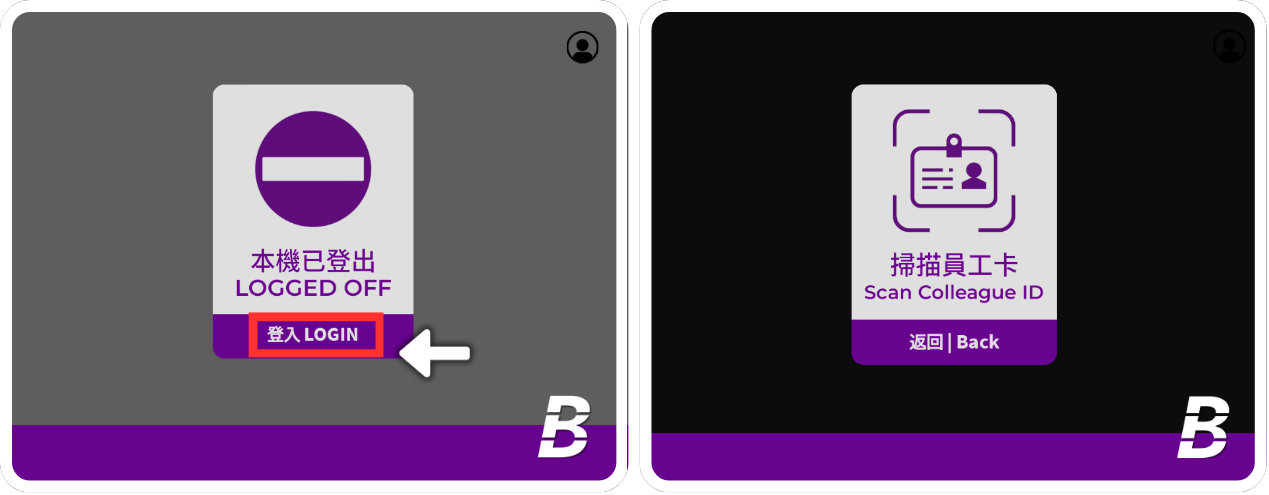 本機已登出
LOGGED OFF
登入 LOGIN
B
掃描員工卡
Scan Colleague ID
返回 | Back
B